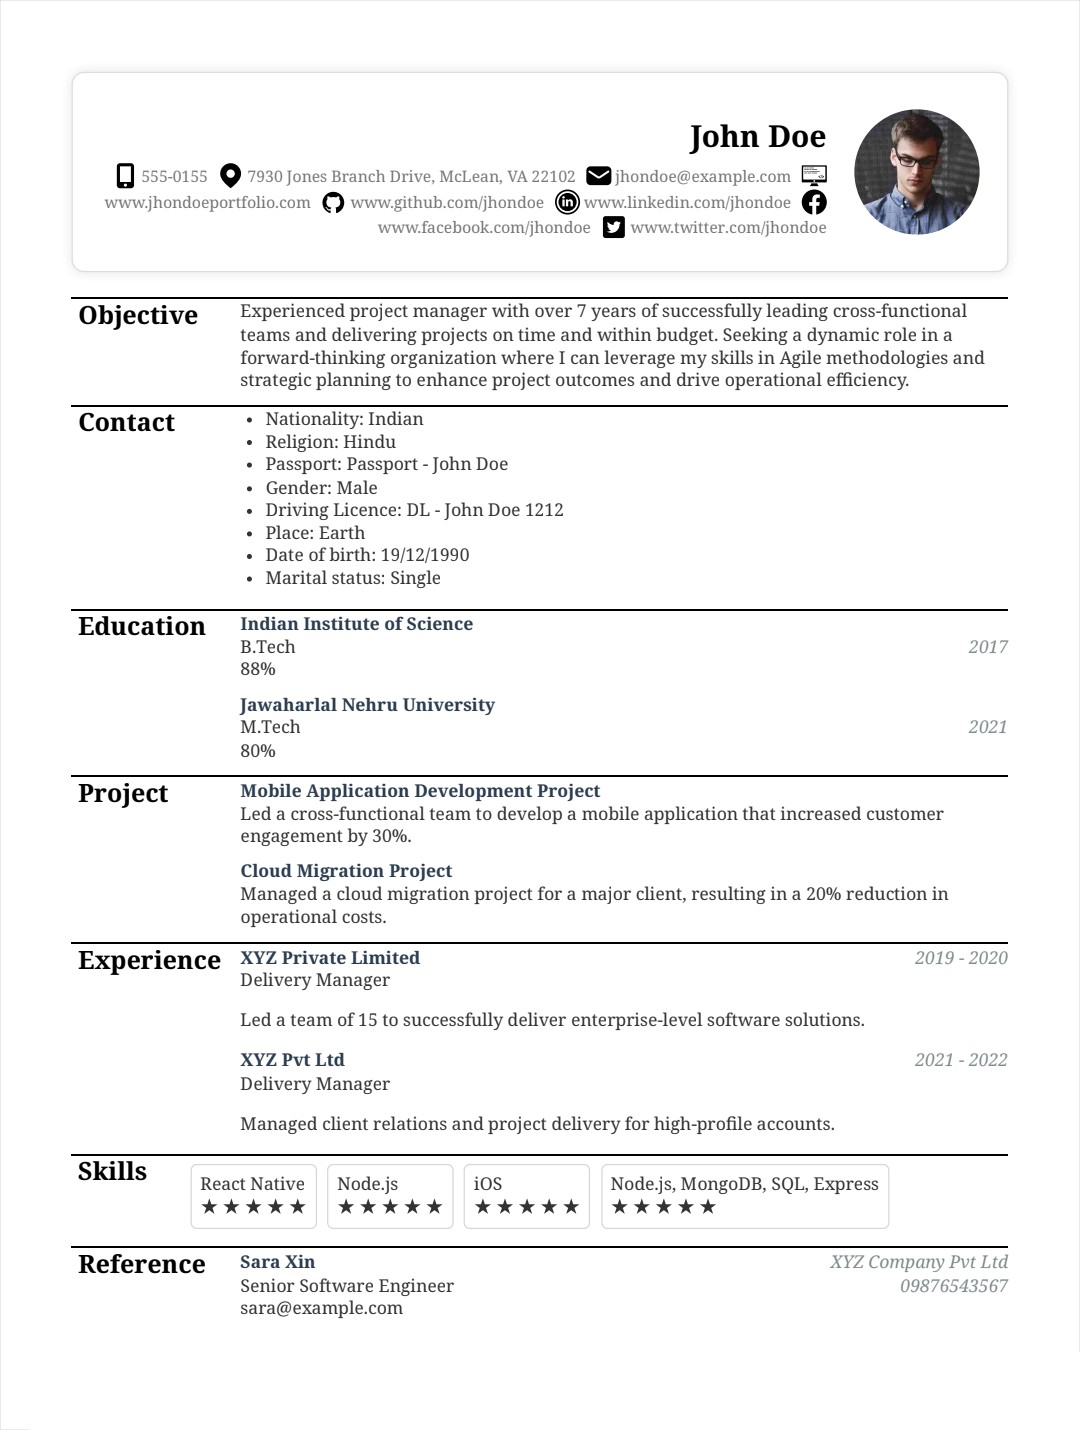 John Doe
555-0155 7930 Jones Branch Drive, McLean, VA 22102 jhondoe@example.com
www.jhondoeportfolio.com www.github.com/jhondoe www.linkedin.com/jhondoe
www.facebook.com/jhondoe www.twitter.com/jhondoe
Objective
Experienced project manager with over 7 years of successfully leading cross-functional
teams and delivering projects on time and within budget. Seeking a dynamic role in a
forward-thinking organization where I can leverage my skills in Agile methodologies and
strategic planning to enhance project outcomes and drive operational efficiency.
Contact
• Nationality: Indian
• Religion: Hindu
• Passport: Passport - John Doe
• Gender: Male
• Driving Licence: DL - John Doe 1212
• Place: Earth
• Date of birth: 19/12/1990
• Marital status: Single
Education
Indian Institute of Science
B.Tech 2017
88%
Jawaharlal Nehru University
M.Tech 2021
80%
Project
Mobile Application Development Project
Led a cross-functional team to develop a mobile application that increased customer
engagement by 30%.
Cloud Migration Project
Managed a cloud migration project for a major client, resulting in a 20% reduction in
operational costs.
Experience
XYZ Private Limited 2019 - 2020
Delivery Manager
Led a team of 15 to successfully deliver enterprise-level software solutions.
XYZ Pvt Ltd 2021 - 2022
Delivery Manager
Managed client relations and project delivery for high-profile accounts.
Skills
React Native Node.js iOS Node.js, MongoDB, SQL, Express
★★★★★ ★★★★★ ★★★★★ ★★★★★
Reference
Sara Xin XYZ Company Pvt Ltd
Senior Software Engineer 09876543567
sara@example.com